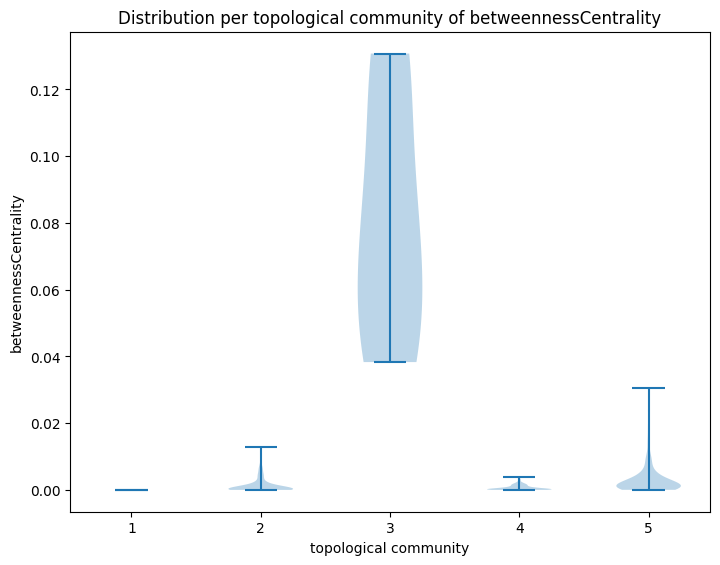 Distribution per topological community of betweennessCentrality
betweennessCentrality
0.12
0.10
0.08
0.06
0.04
0.02
0.00
1 2 3 4 5
topological community